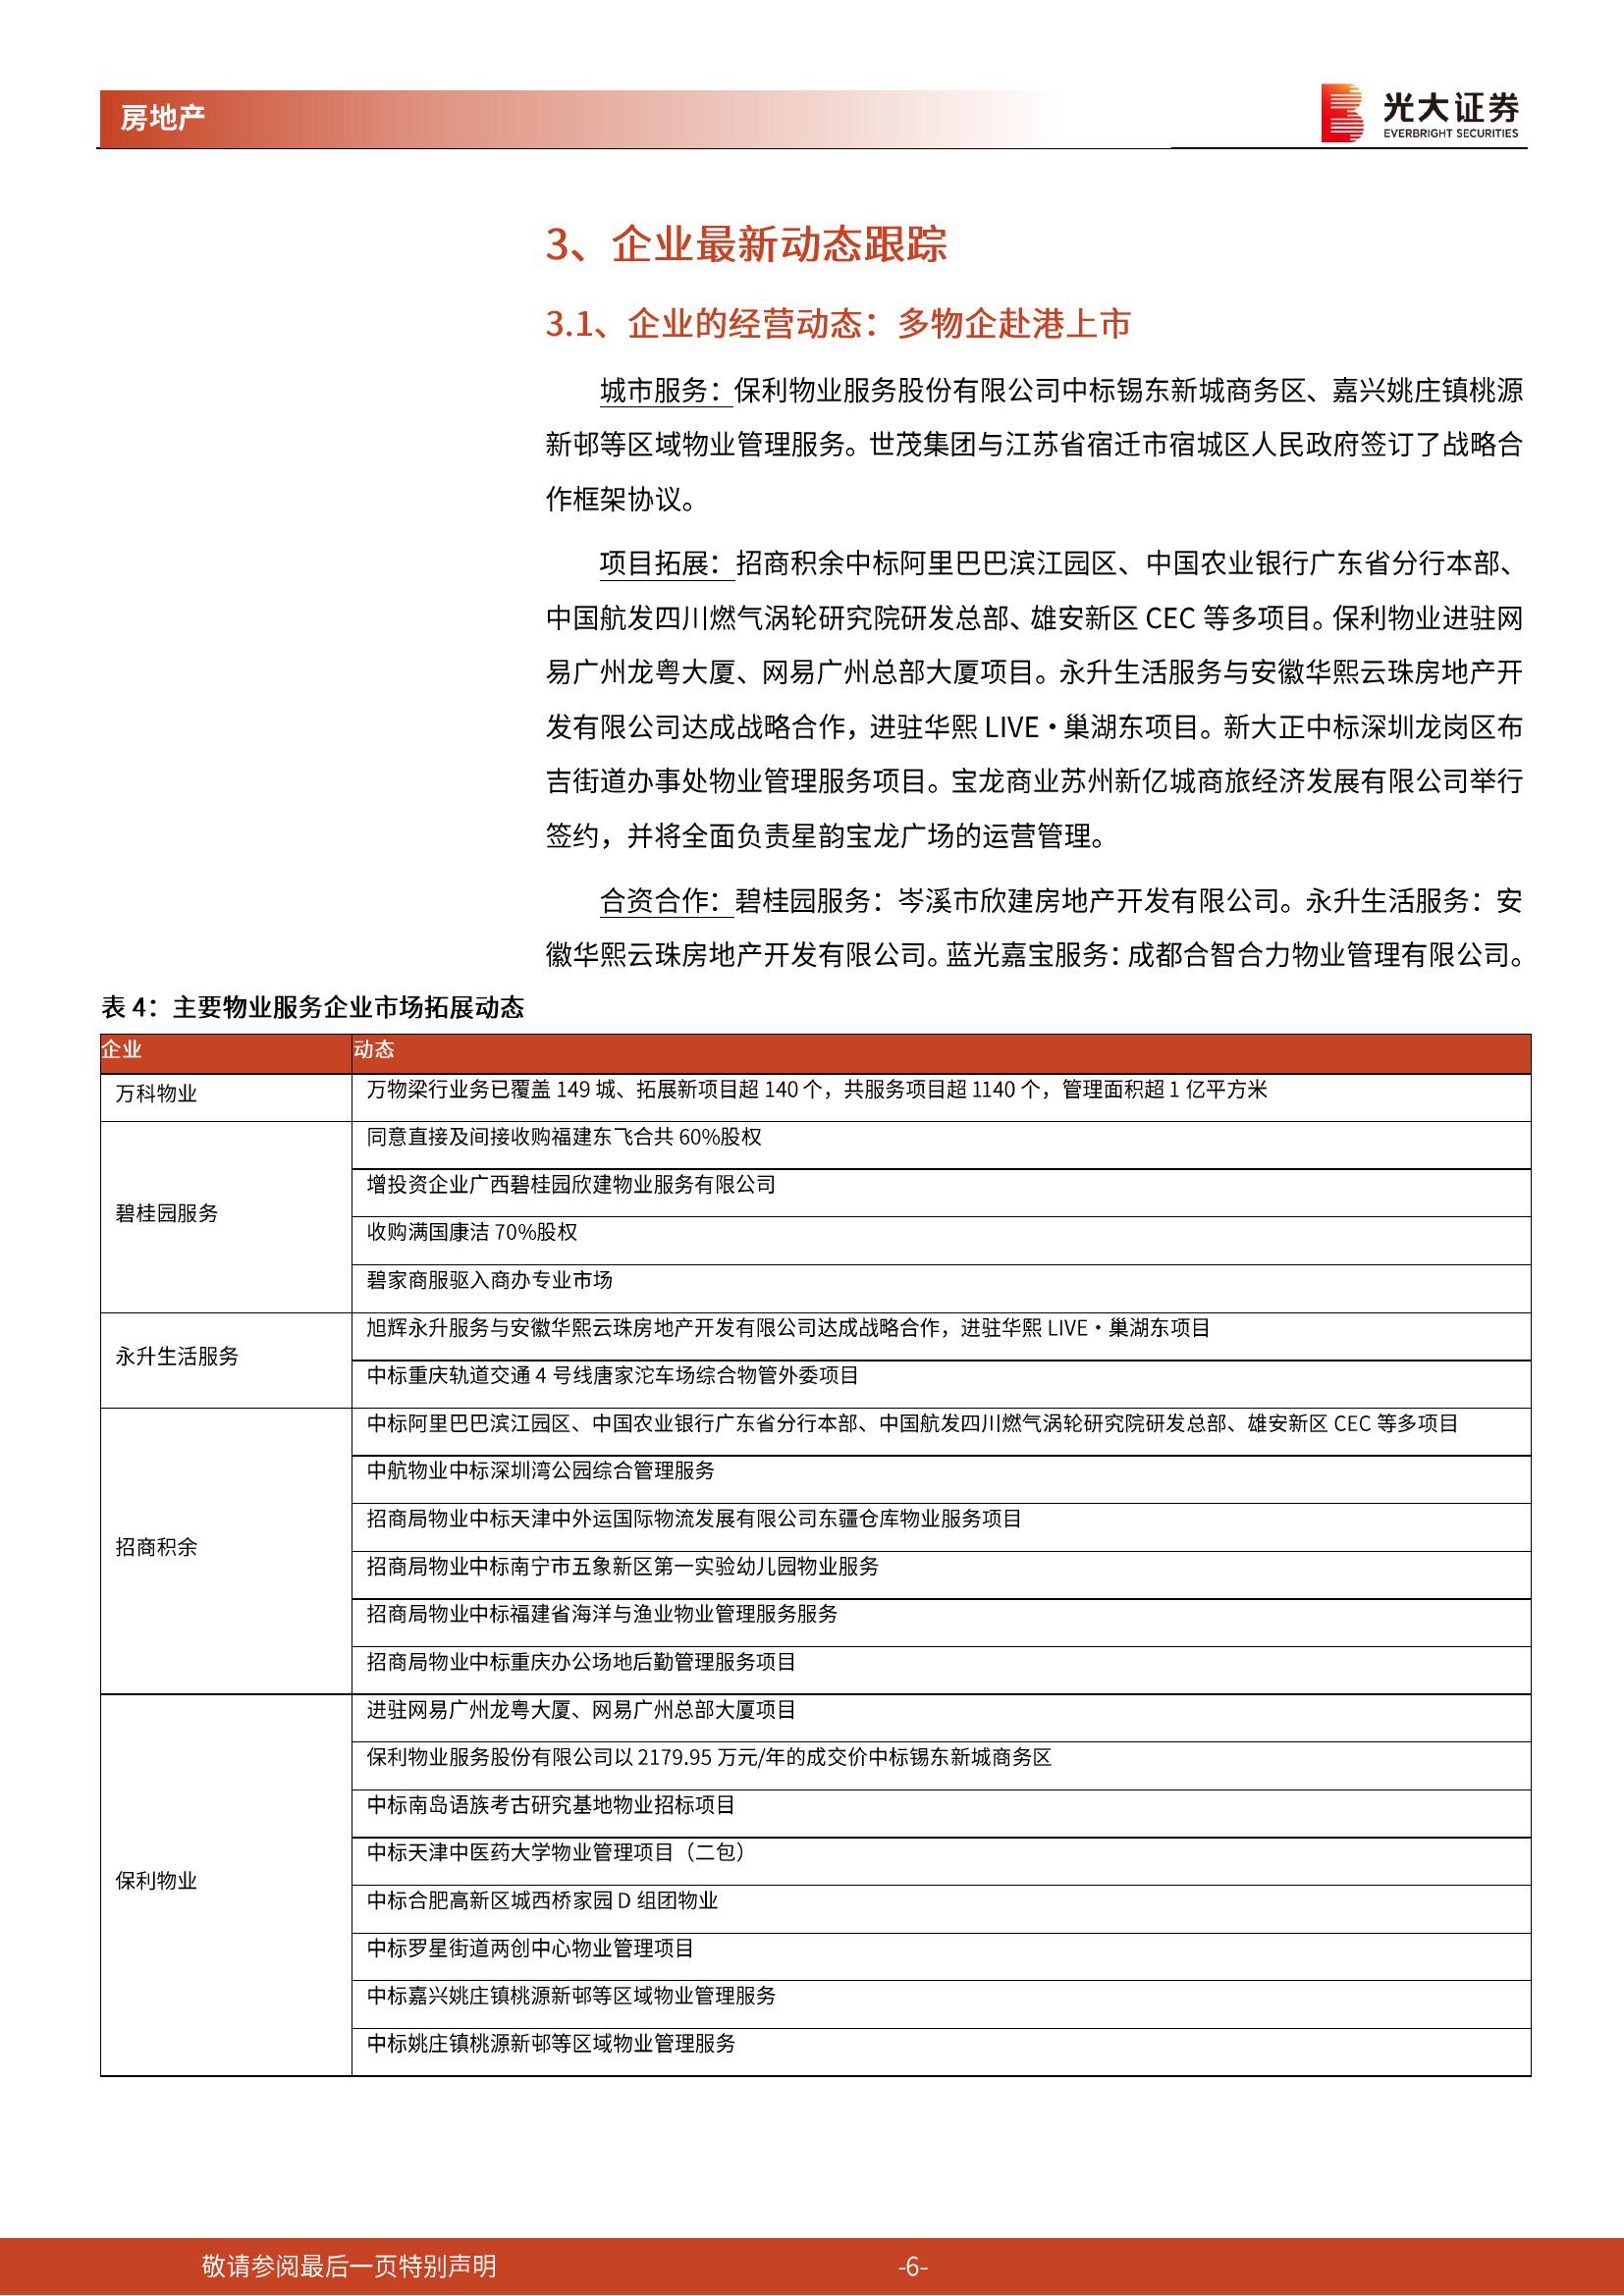 房地产
光大证券
EVERBRIGHT SECURITIES
3、企业最新动态跟踪
3.1、企业的经营动态：多物企赴港上市
城市服务：保利物业服务股份有限公司中标锡东新城商务区、嘉兴姚庄镇桃源
新邨等区域物业管理服务。世茂集团与江苏省宿迁市宿城区人民政府签订了战略合
作框架协议。
项目拓展：招商积余中标阿里巴巴滨江园区、中国农业银行广东省分行本部、
中国航发四川燃气涡轮研究院研发总部、雄安新区 CEC 等多项目。保利物业进驻网
易广州龙粤大厦、网易广州总部大厦项目。永升生活服务与安徽华熙云珠房地产开
发有限公司达成战略合作，进驻华熙 LIVE•巢湖东项目。新大正中标深圳龙岗区布
吉街道办事处物业管理服务项目。宝龙商业苏州新亿城商旅经济发展有限公司举行
签约，并将全面负责星韵宝龙广场的运营管理。
合资合作：碧桂园服务：岑溪市欣建房地产开发有限公司。永升生活服务：安
徽华熙云珠房地产开发有限公司。蓝光嘉宝服务：成都合智合力物业管理有限公司。
表 4：主要物业服务企业市场拓展动态
企业 动态
万科物业 万物梁行业务已覆盖 149 城、拓展新项目超 140 个，共服务项目超 1140 个，管理面积超 1 亿平方米
碧桂园服务
同意直接及间接收购福建东飞合共 60%股权
增投资企业广西碧桂园欣建物业服务有限公司
收购满国康洁 70%股权
碧家商服驱入商办专业市场
永升生活服务
旭辉永升服务与安徽华熙云珠房地产开发有限公司达成战略合作，进驻华熙 LIVE•巢湖东项目
中标重庆轨道交通 4 号线唐家沱车场综合物管外委项目
招商积余
中标阿里巴巴滨江园区、中国农业银行广东省分行本部、中国航发四川燃气涡轮研究院研发总部、雄安新区 CEC 等多项目
中航物业中标深圳湾公园综合管理服务
招商局物业中标天津中外运国际物流发展有限公司东疆仓库物业服务项目
招商局物业中标南宁市五象新区第一实验幼儿园物业服务
招商局物业中标福建省海洋与渔业物业管理服务服务
招商局物业中标重庆办公场地后勤管理服务项目
保利物业
进驻网易广州龙粤大厦、网易广州总部大厦项目
保利物业服务股份有限公司以 2179.95 万元/年的成交价中标锡东新城商务区
中标南岛语族考古研究基地物业招标项目
中标天津中医药大学物业管理项目（二包）
中标合肥高新区城西桥家园 D 组团物业
中标罗星街道两创中心物业管理项目
中标嘉兴姚庄镇桃源新邨等区域物业管理服务
中标姚庄镇桃源新邨等区域物业管理服务
敬请参阅最后一页特别声明 -6-